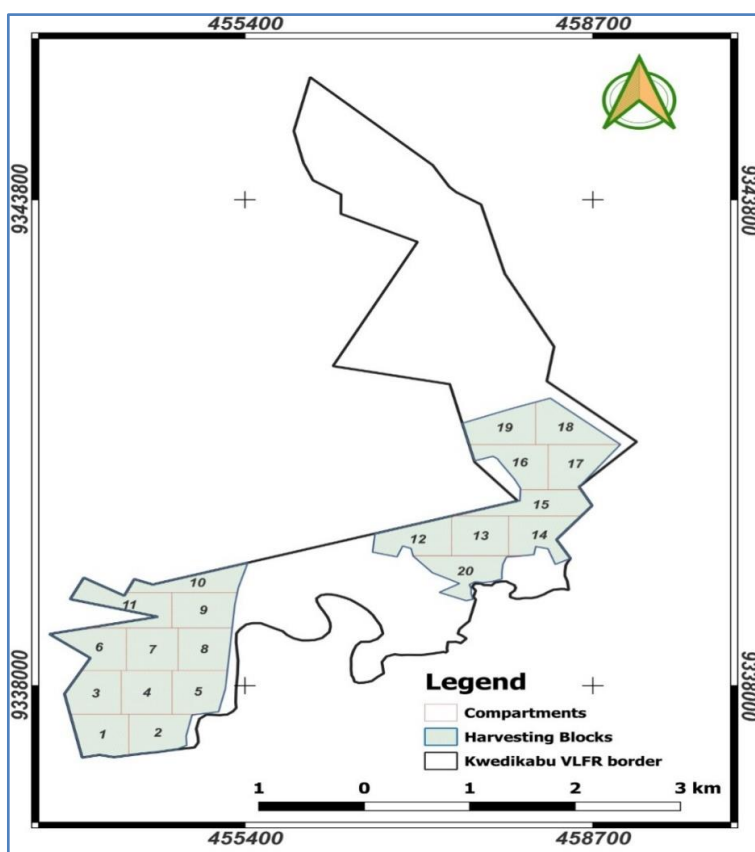 455400 458700
9343800 9343800
19 18
16 17
15
12 13 14
20
10
11 9
6 7 8
3 4 5
1 2
9338000 9338000
Legend
Compartments
Harvesting Blocks
Kwedikabu VLFR border
1 0 1 2 3 km
455400 458700